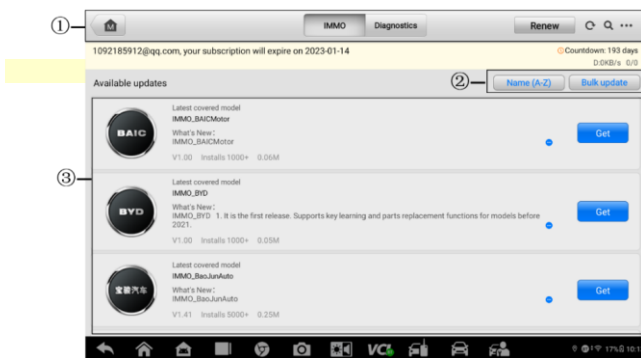 ①
M
IMMO
Diagnostics
Renew
1092185912@qq.com, your subscription will expire on 2023-01-14
Countdown: 193 days
D:0KB/s 0/0
Available updates
②
Name (A-Z)
Bulk update
③
BAIC
Latest covered model
IMMO_BAICMotor
What's New:
IMMO_BAICMotor
V1.00 Installs 1000+ 0.06M
Get
BYD
Latest covered model
IMMO_BYD
What's New:
IMMO_BYD 1. It is the first release. Supports key learning and parts replacement functions for models before
2021.
V1.00 Installs 1000+ 0.05M
Get
宝骏汽车
Latest covered model
IMMO_BaoJunAuto
What's New:
IMMO_BaoJunAuto
V1.41 Installs 5000+ 0.25M
Get
VCI
17%